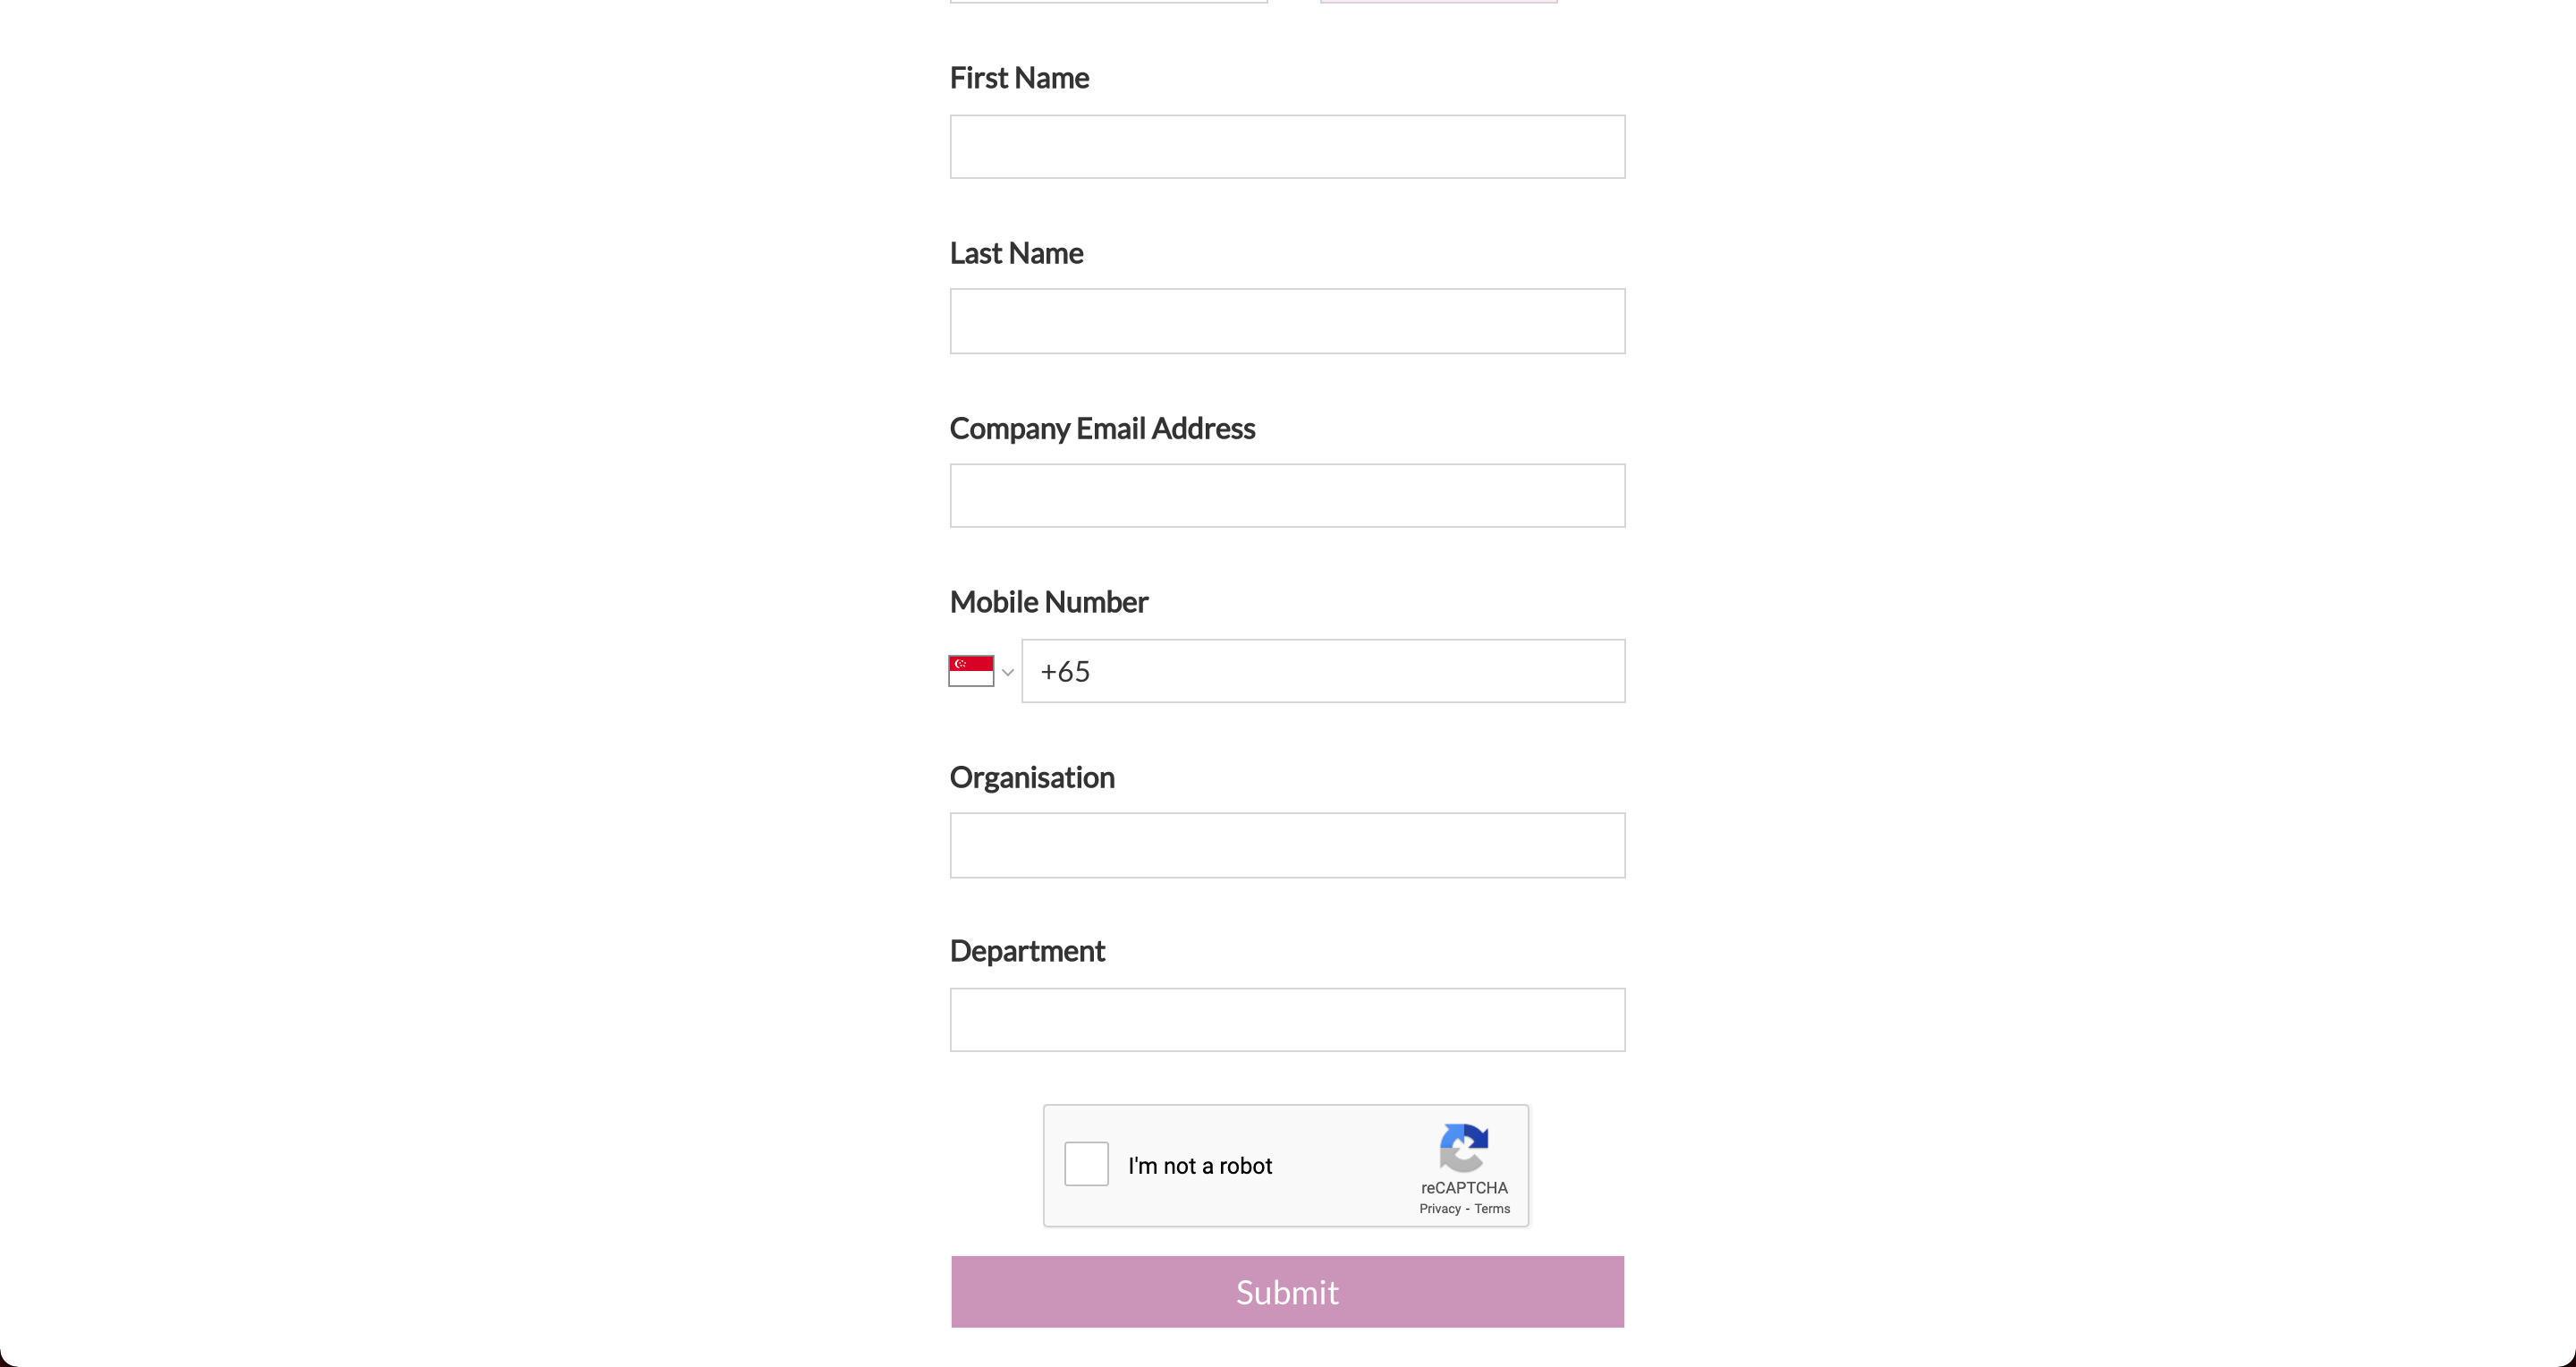 First Name
Last Name
Company Email Address
Mobile Number
+65
Organisation
Department
I'm not a robot
reCAPTCHA
Privacy - Terms
Submit